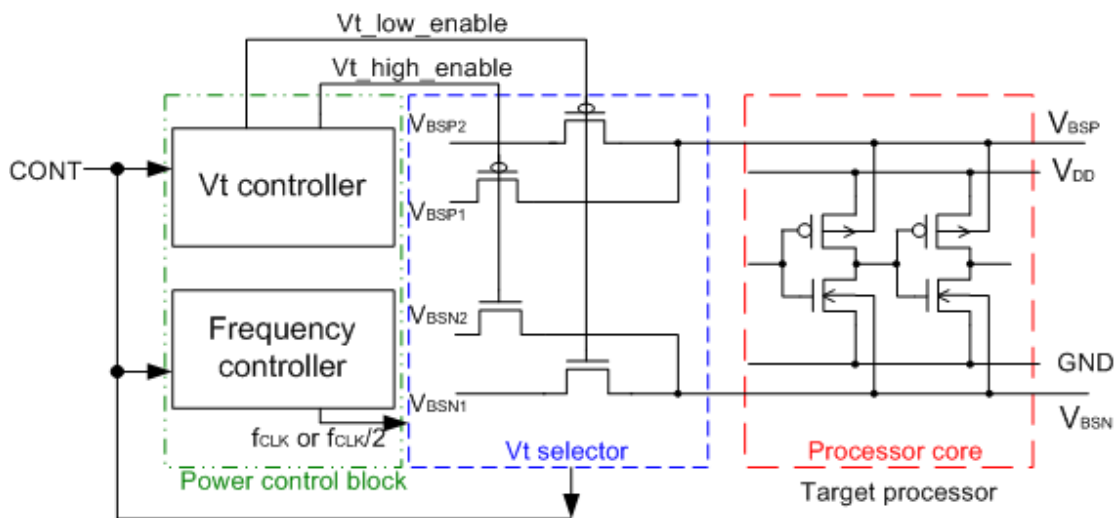 Vt_low_enable
Vt_high_enable
CONT
Vt controller
Frequency
controller
fCLK or fCLK/2
Power control block
VBSP2
VBSP1
VBSN2
VBSN1
Vt selector
VBSP
VDD
GND
VBSN
Processor core
Target processor